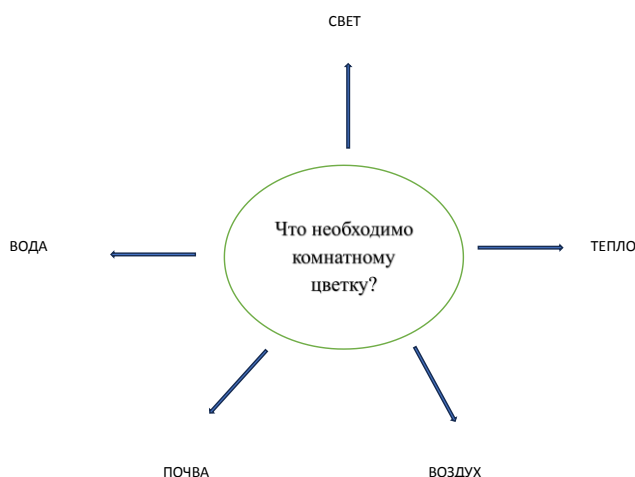 СВЕТ
Что необходимо
комнатному
цветку?
ВОДА
ТЕПЛО
ПОЧВА
ВОЗДУХ